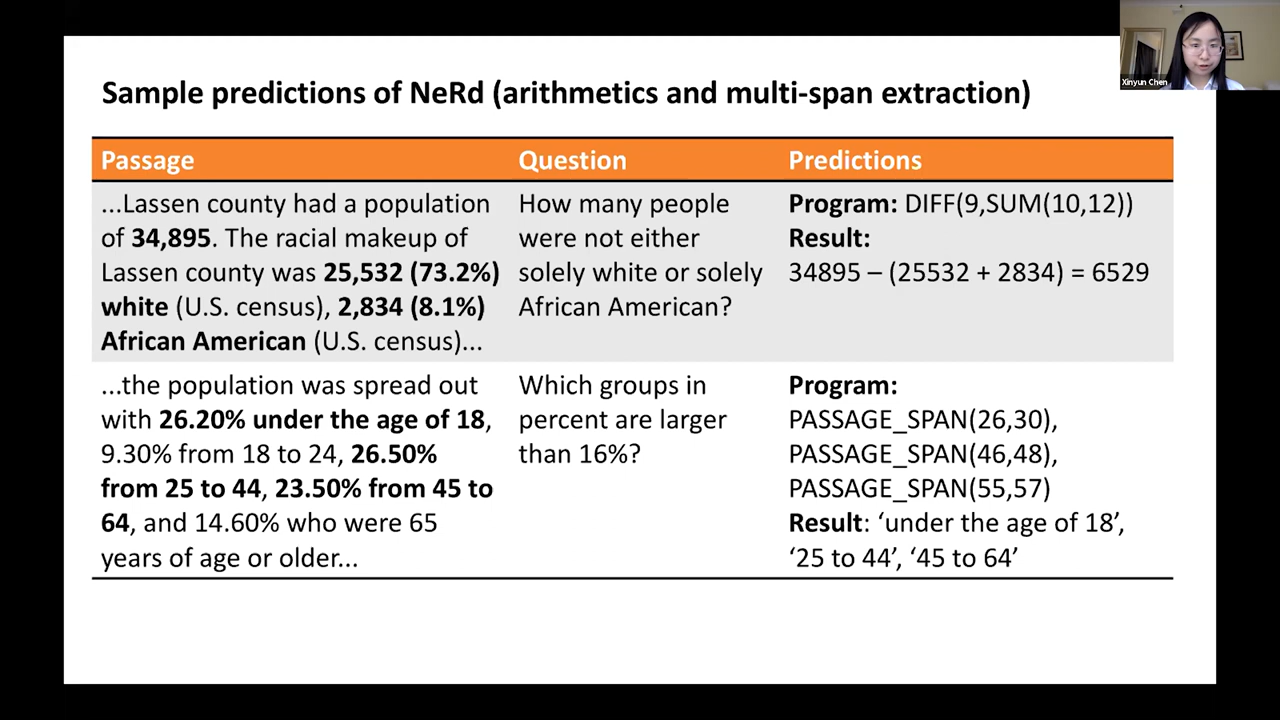 Xinyun Chen
Sample predictions of NeRd (arithmetics and multi-span extraction)
Passage
Question
Predictions
...Lassen county had a population
of 34,895. The racial makeup of
Lassen county was 25,532 (73.2%)
white (U.S. census), 2,834 (8.1%)
African American (U.S. census)...
How many people
were not either
solely white or solely
African American?
Program: DIFF(9,SUM(10,12))
Result:
34895 – (25532 + 2834) = 6529
...the population was spread out
with 26.20% under the age of 18,
9.30% from 18 to 24, 26.50%
from 25 to 44, 23.50% from 45 to
64, and 14.60% who were 65
years of age or older...
Which groups in
percent are larger
than 16%?
Program:
PASSAGE_SPAN(26,30),
PASSAGE_SPAN(46,48),
PASSAGE_SPAN(55,57)
Result: ‘under the age of 18’,
‘25 to 44’, ‘45 to 64’